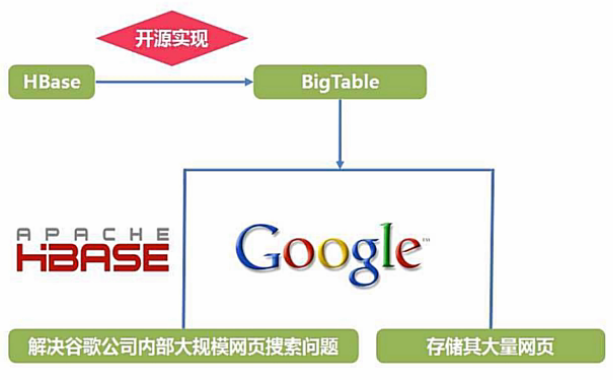 开源实现
HBase
BigTable
APACHE
HBASE
Google™
解决谷歌公司内部大规模网页搜索问题
存储其大量网页